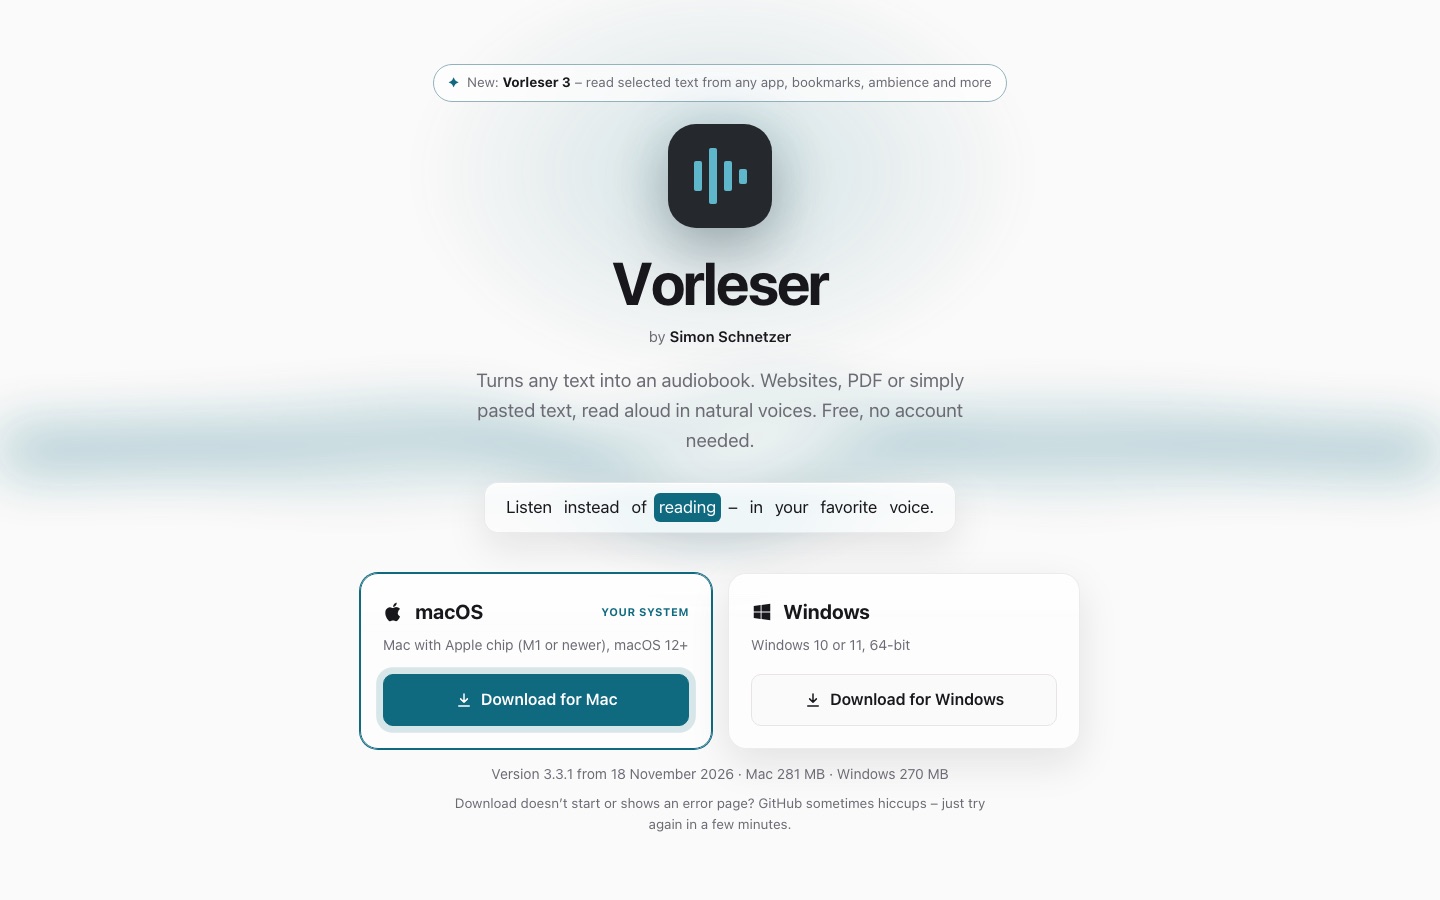 ✦ New: Vorleser 3 – read selected text from any app, bookmarks, ambience and more
Vorleser
by Simon Schnetzer
Turns any text into an audiobook. Websites, PDF or simply
pasted text, read aloud in natural voices. Free, no account
needed.
Listen instead of reading – in your favorite voice.
macOS
YOUR SYSTEM
Mac with Apple chip (M1 or newer), macOS 12+
Download for Mac
Windows
Windows 10 or 11, 64-bit
Download for Windows
Version 3.3.1 from 18 November 2026 · Mac 281 MB · Windows 270 MB
Download doesn’t start or shows an error page? GitHub sometimes hiccups – just try
again in a few minutes.